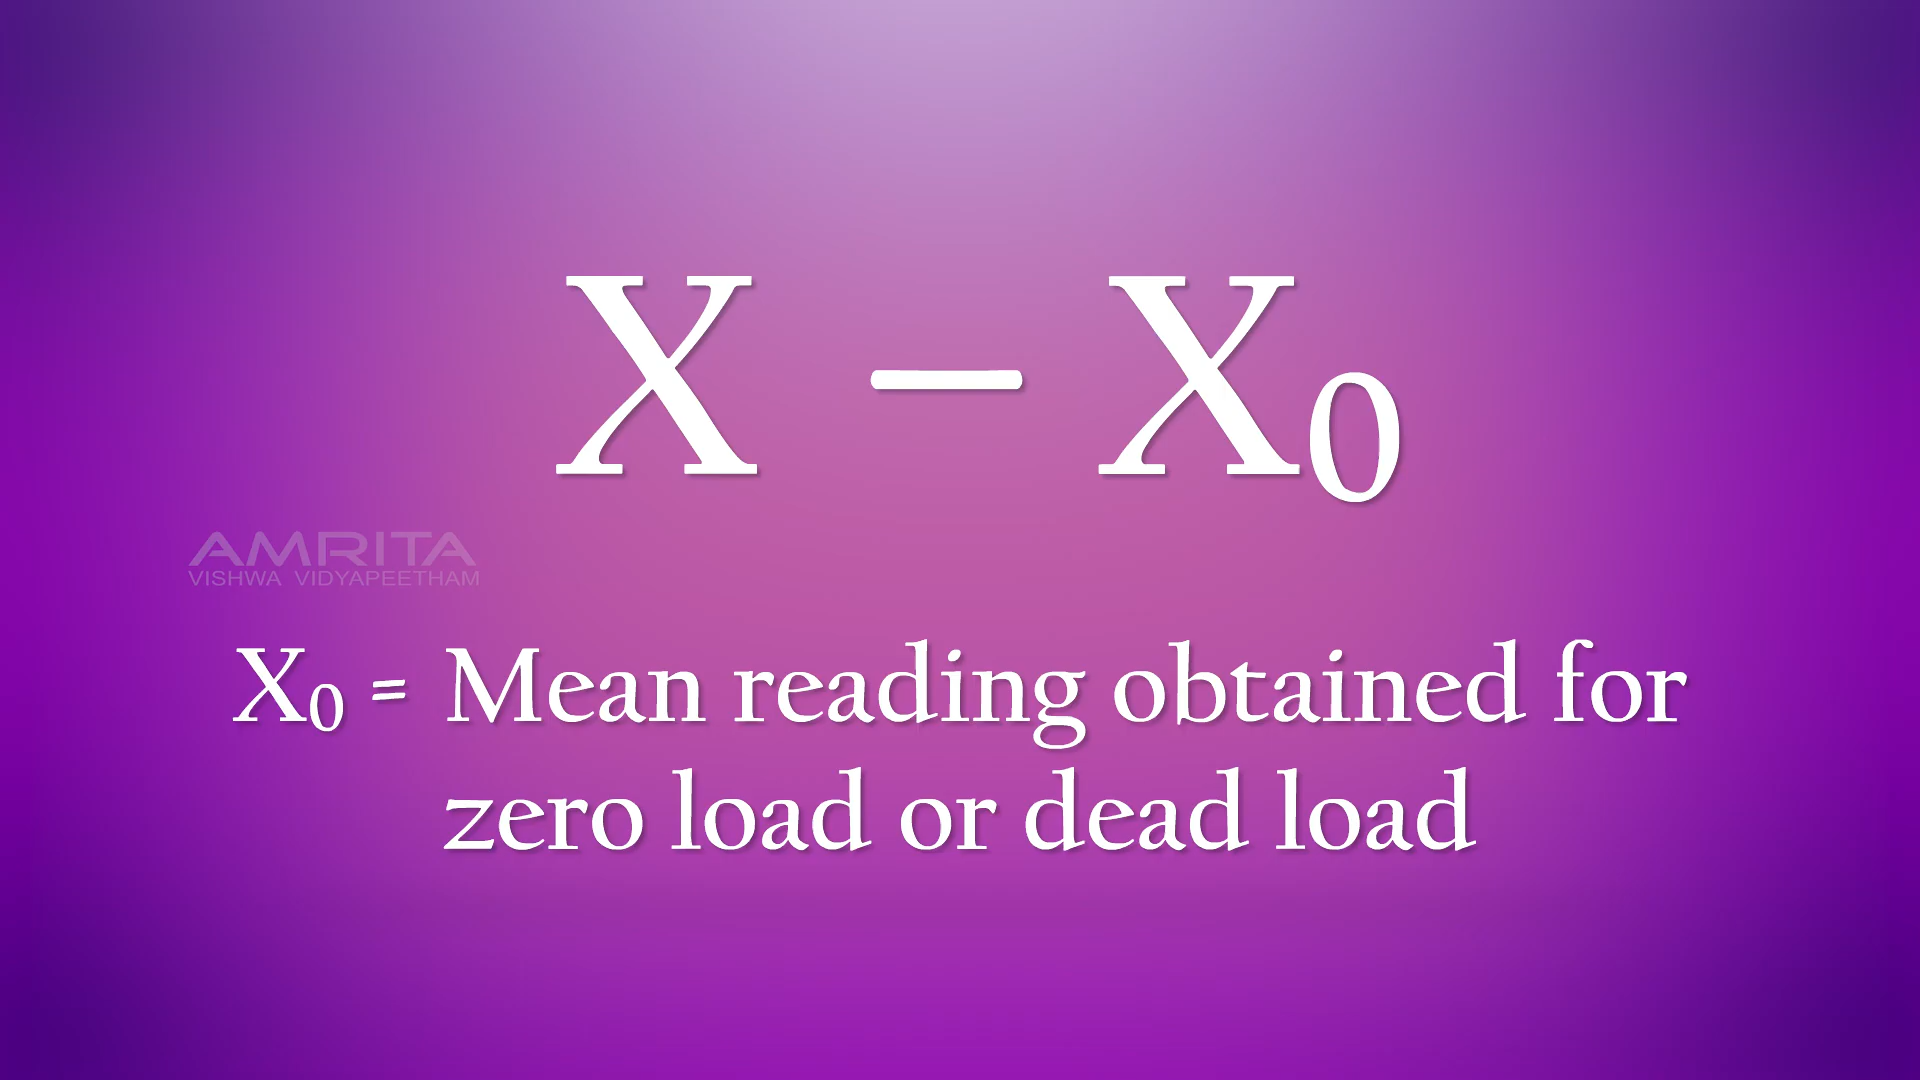 X – X₀
AMRITA
VISHWA VIDYAPEETHAM
X₀ = Mean reading obtained for
zero load or dead load